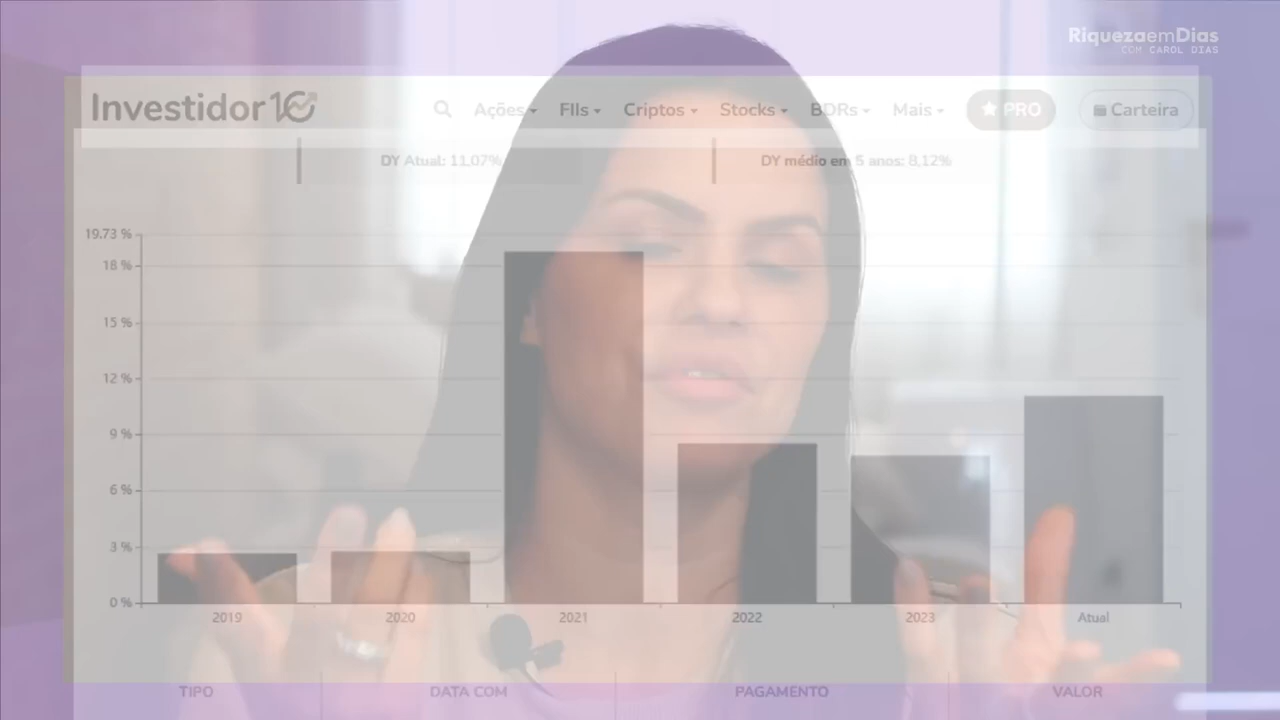 RiquezaemDias
COM CAROL DIAS
Investidor10
Ações
FIIs
Criptos
Stocks
BDRs
Mais
PRO
Carteira
DY Atual: 11,07%
DY médio em 5 anos: 8,12%
19.73 %
18 %
15 %
12 %
9 %
6 %
3 %
0 %
2019
2020
2021
2022
2023
Atual
TIPO
DATA COM
PAGAMENTO
VALOR